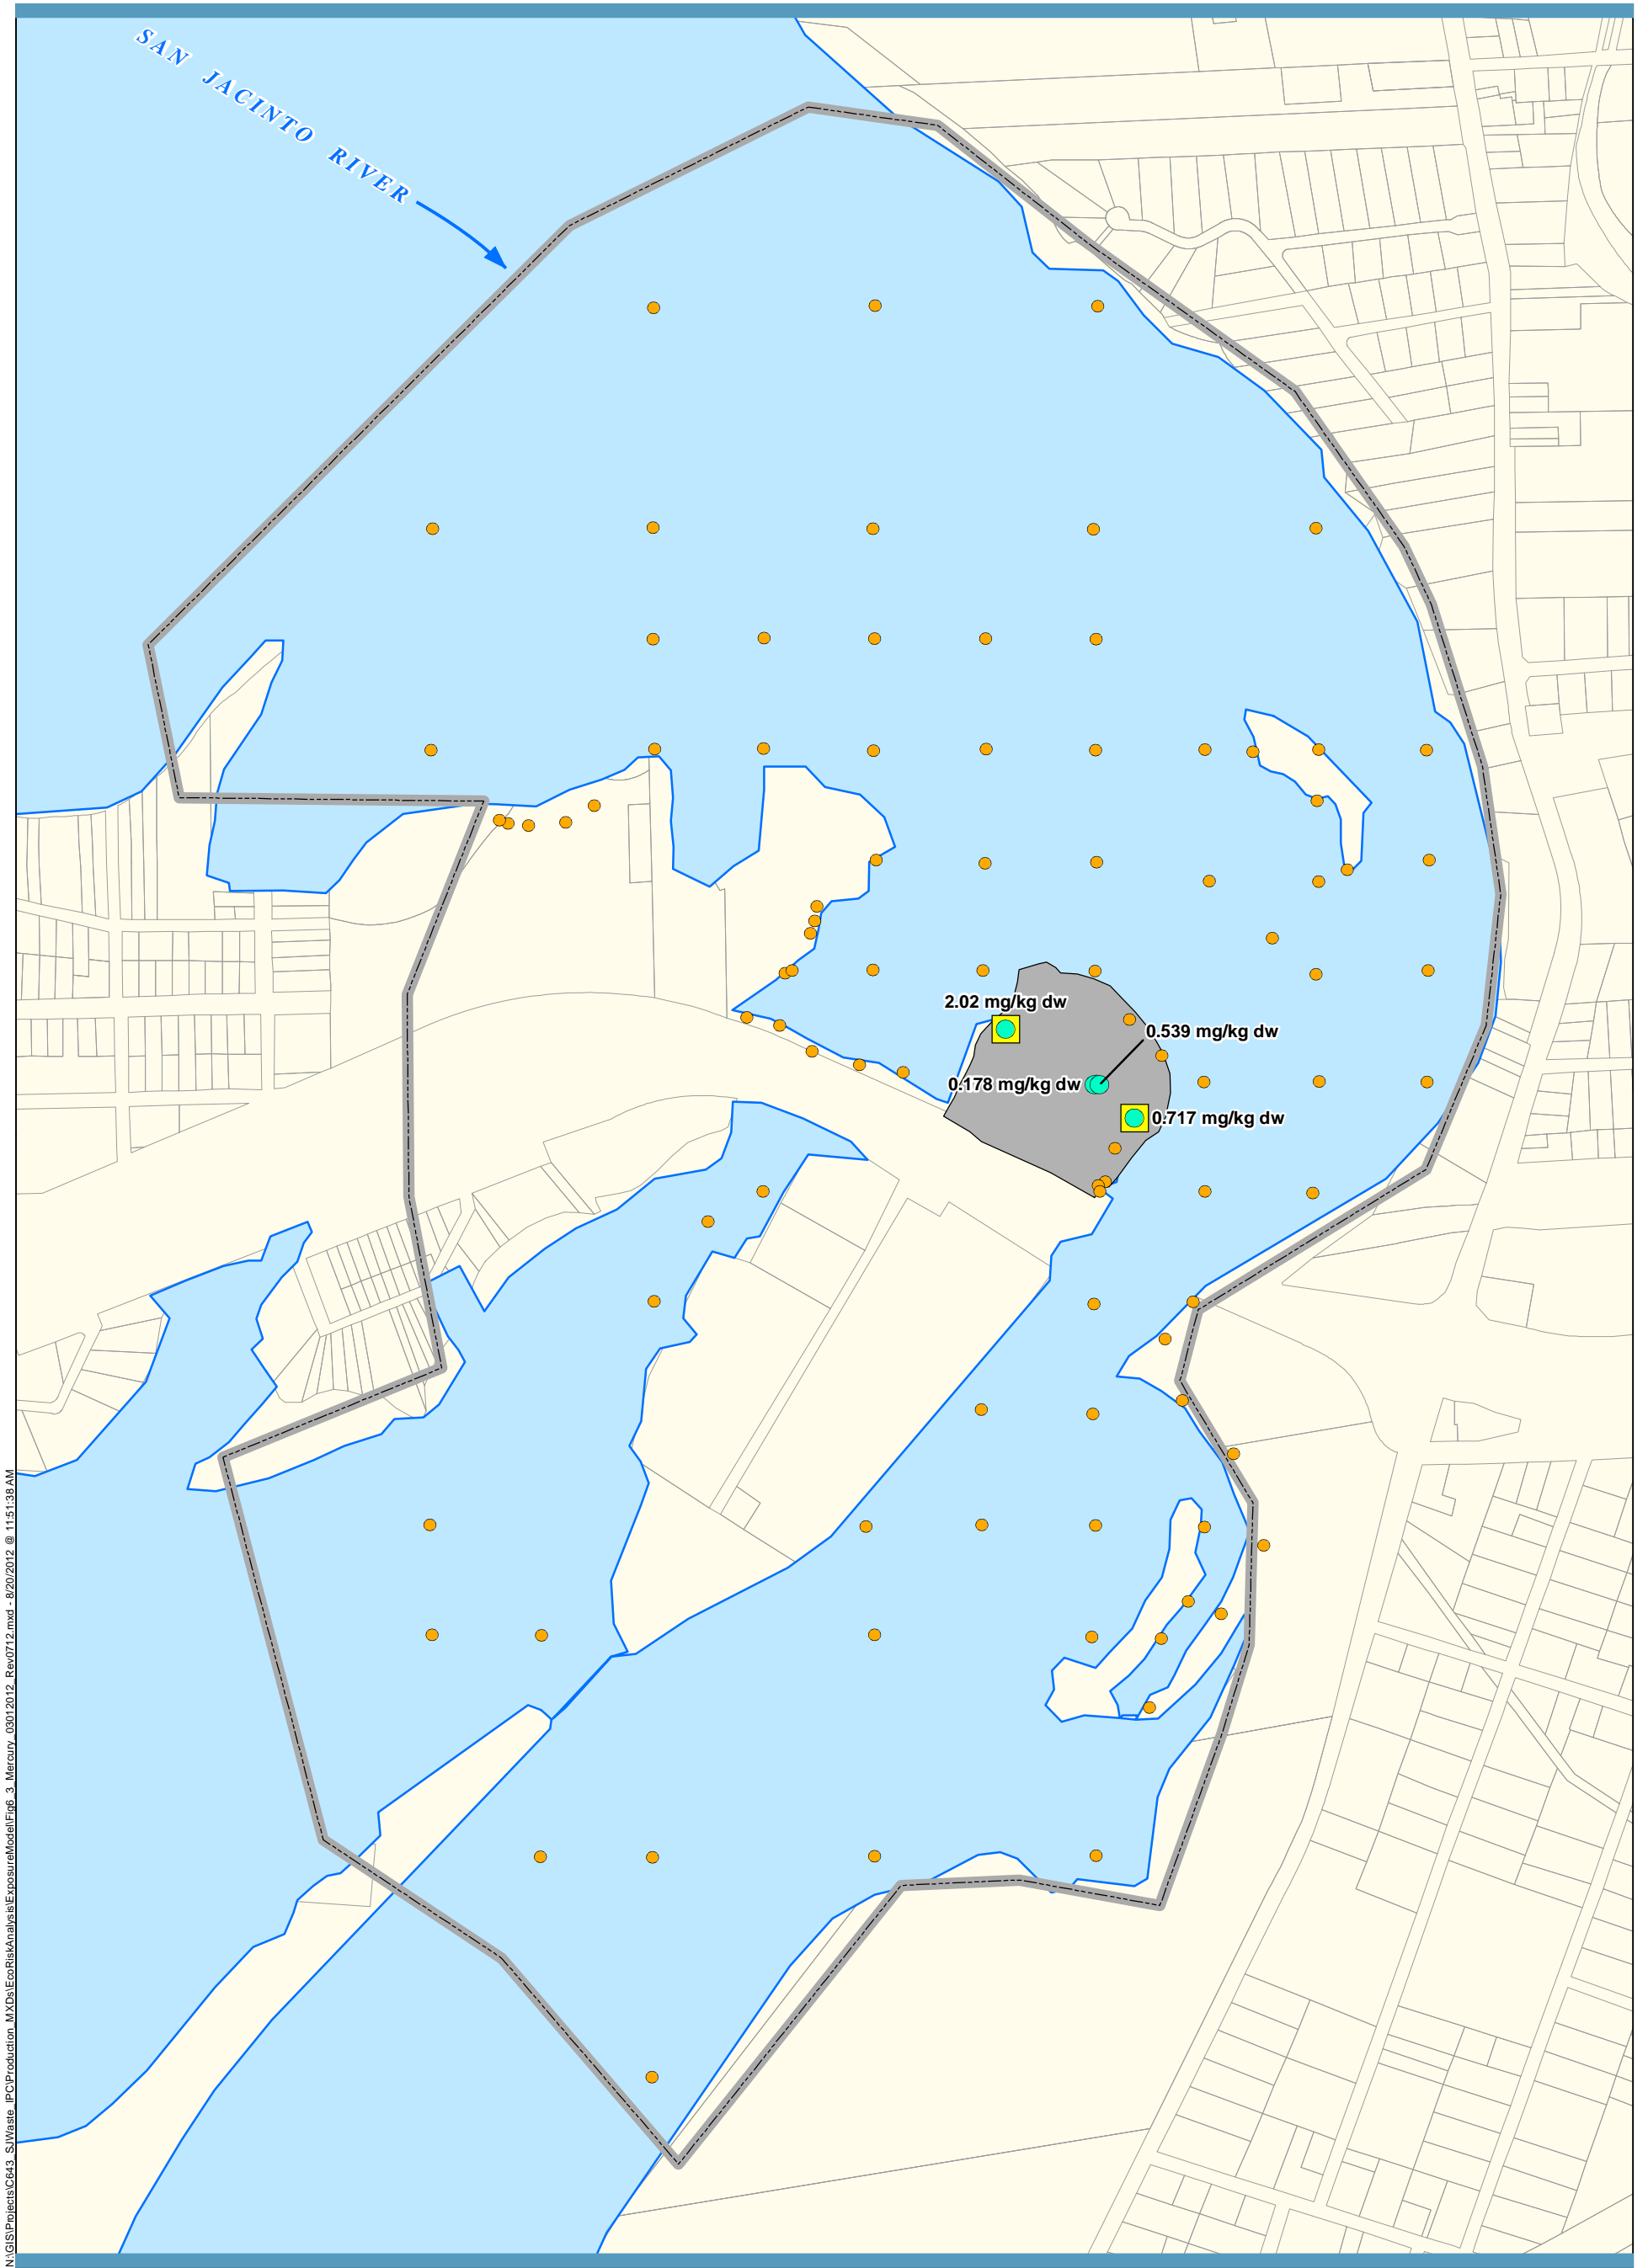 SAN JACINTO RIVER
2.02 mg/kg dw
0.539 mg/kg dw
0.178 mg/kg dw
0.717 mg/kg dw
N:\GIS\Projects\C643_SJWaste_IPC\Production_MXDs\EcoRiskAnalysis\ExposureModel\Fig6_3_Mercury_03012012_Rev0712.mxd - 8/20/2012 @ 11:51:38 AM